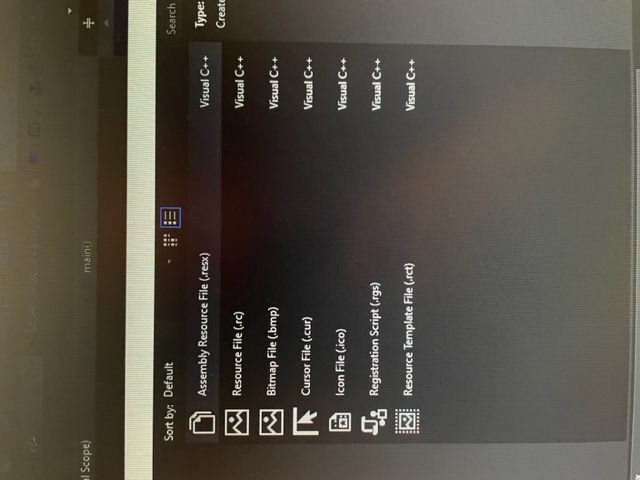 al Scope)
main()
Sort by: Default
Search
Assembly Resource File (.resx) Visual C++
Type:
Resource File (.rc) Visual C++
Create
Bitmap File (.bmp) Visual C++
Cursor File (.cur) Visual C++
Icon File (.ico) Visual C++
Registration Script (.rgs) Visual C++
Resource Template File (.rct) Visual C++